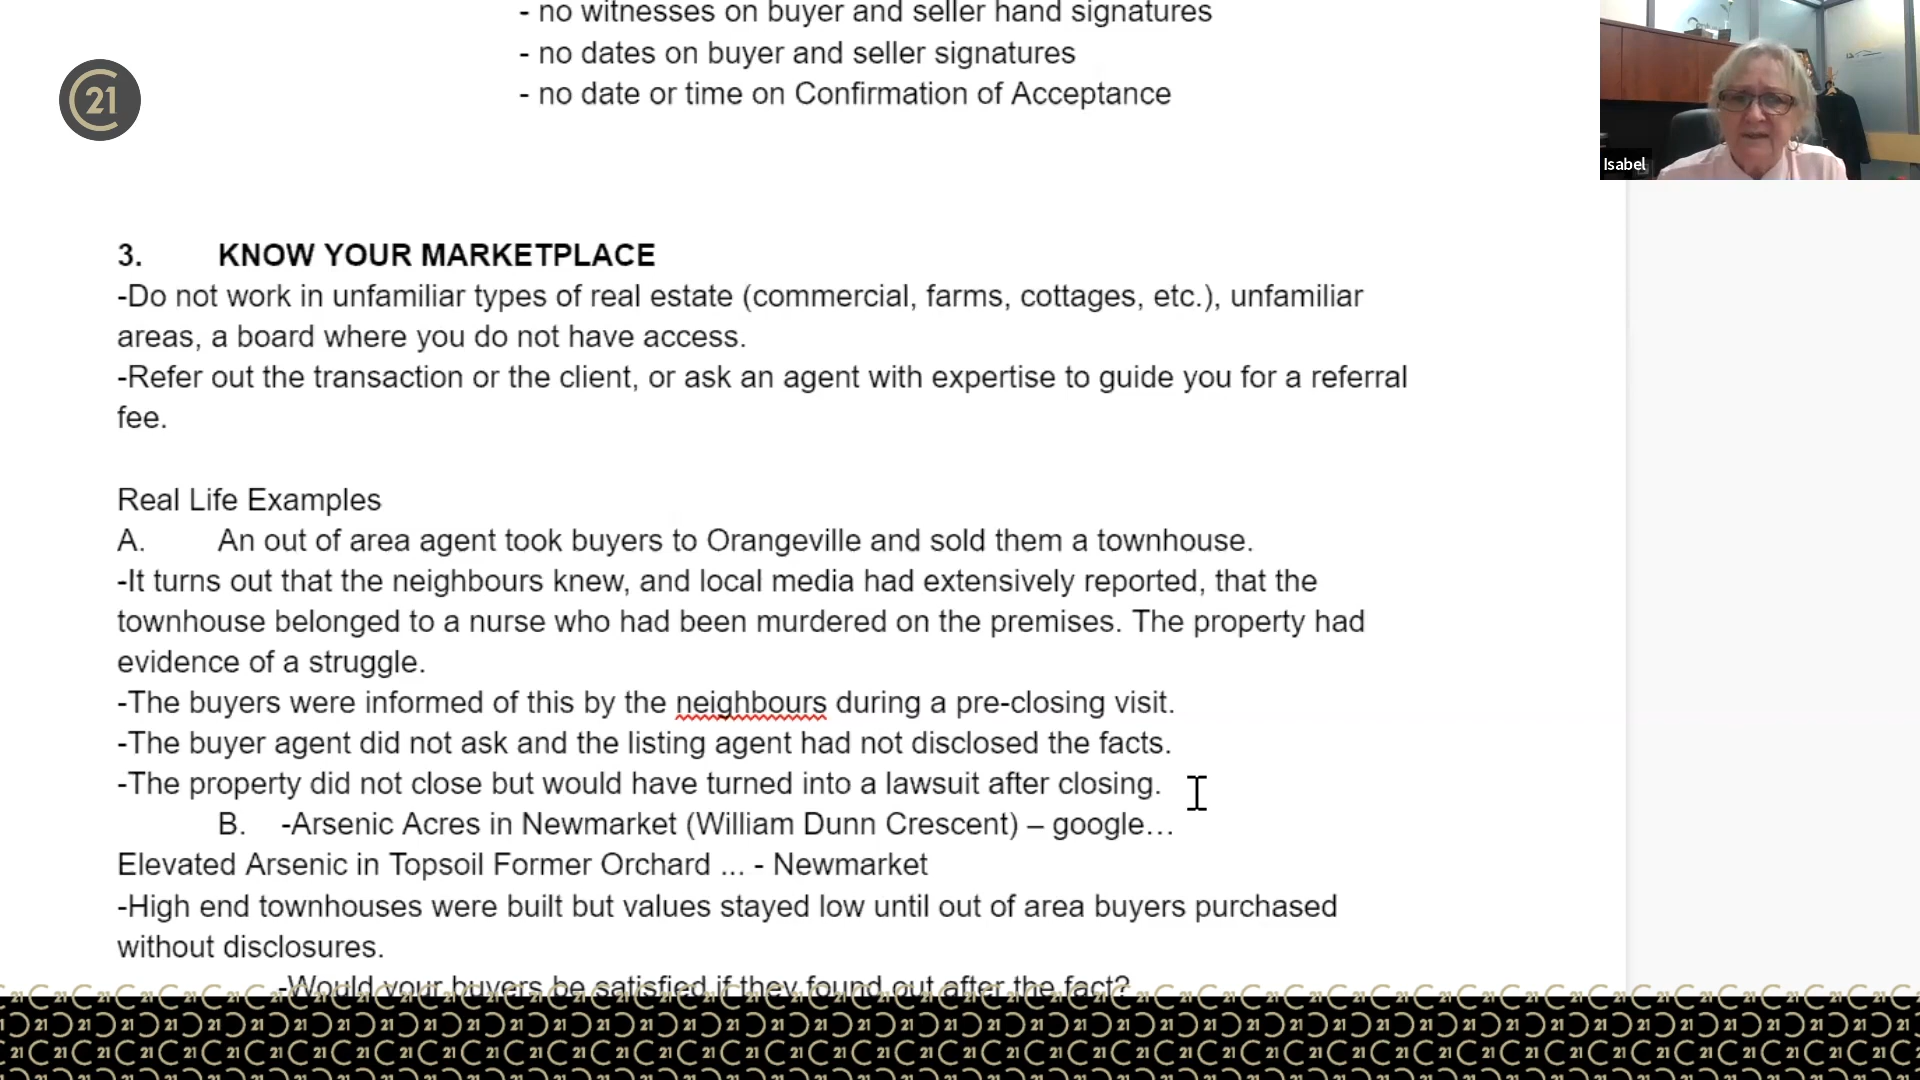 - no witnesses on buyer and seller hand signatures
- no dates on buyer and seller signatures
- no date or time on Confirmation of Acceptance
C21
Isabel
3. KNOW YOUR MARKETPLACE
-Do not work in unfamiliar types of real estate (commercial, farms, cottages, etc.), unfamiliar
areas, a board where you do not have access.
-Refer out the transaction or the client, or ask an agent with expertise to guide you for a referral
fee.
Real Life Examples
A. An out of area agent took buyers to Orangeville and sold them a townhouse.
-It turns out that the neighbours knew, and local media had extensively reported, that the
townhouse belonged to a nurse who had been murdered on the premises. The property had
evidence of a struggle.
-The buyers were informed of this by the neighbours during a pre-closing visit.
-The buyer agent did not ask and the listing agent had not disclosed the facts.
-The property did not close but would have turned into a lawsuit after closing.
B. -Arsenic Acres in Newmarket (William Dunn Crescent) – google…
Elevated Arsenic in Topsoil Former Orchard ... - Newmarket
-High end townhouses were built but values stayed low until out of area buyers purchased
without disclosures.
-Would your buyers be satisfied if they found out after the fact?